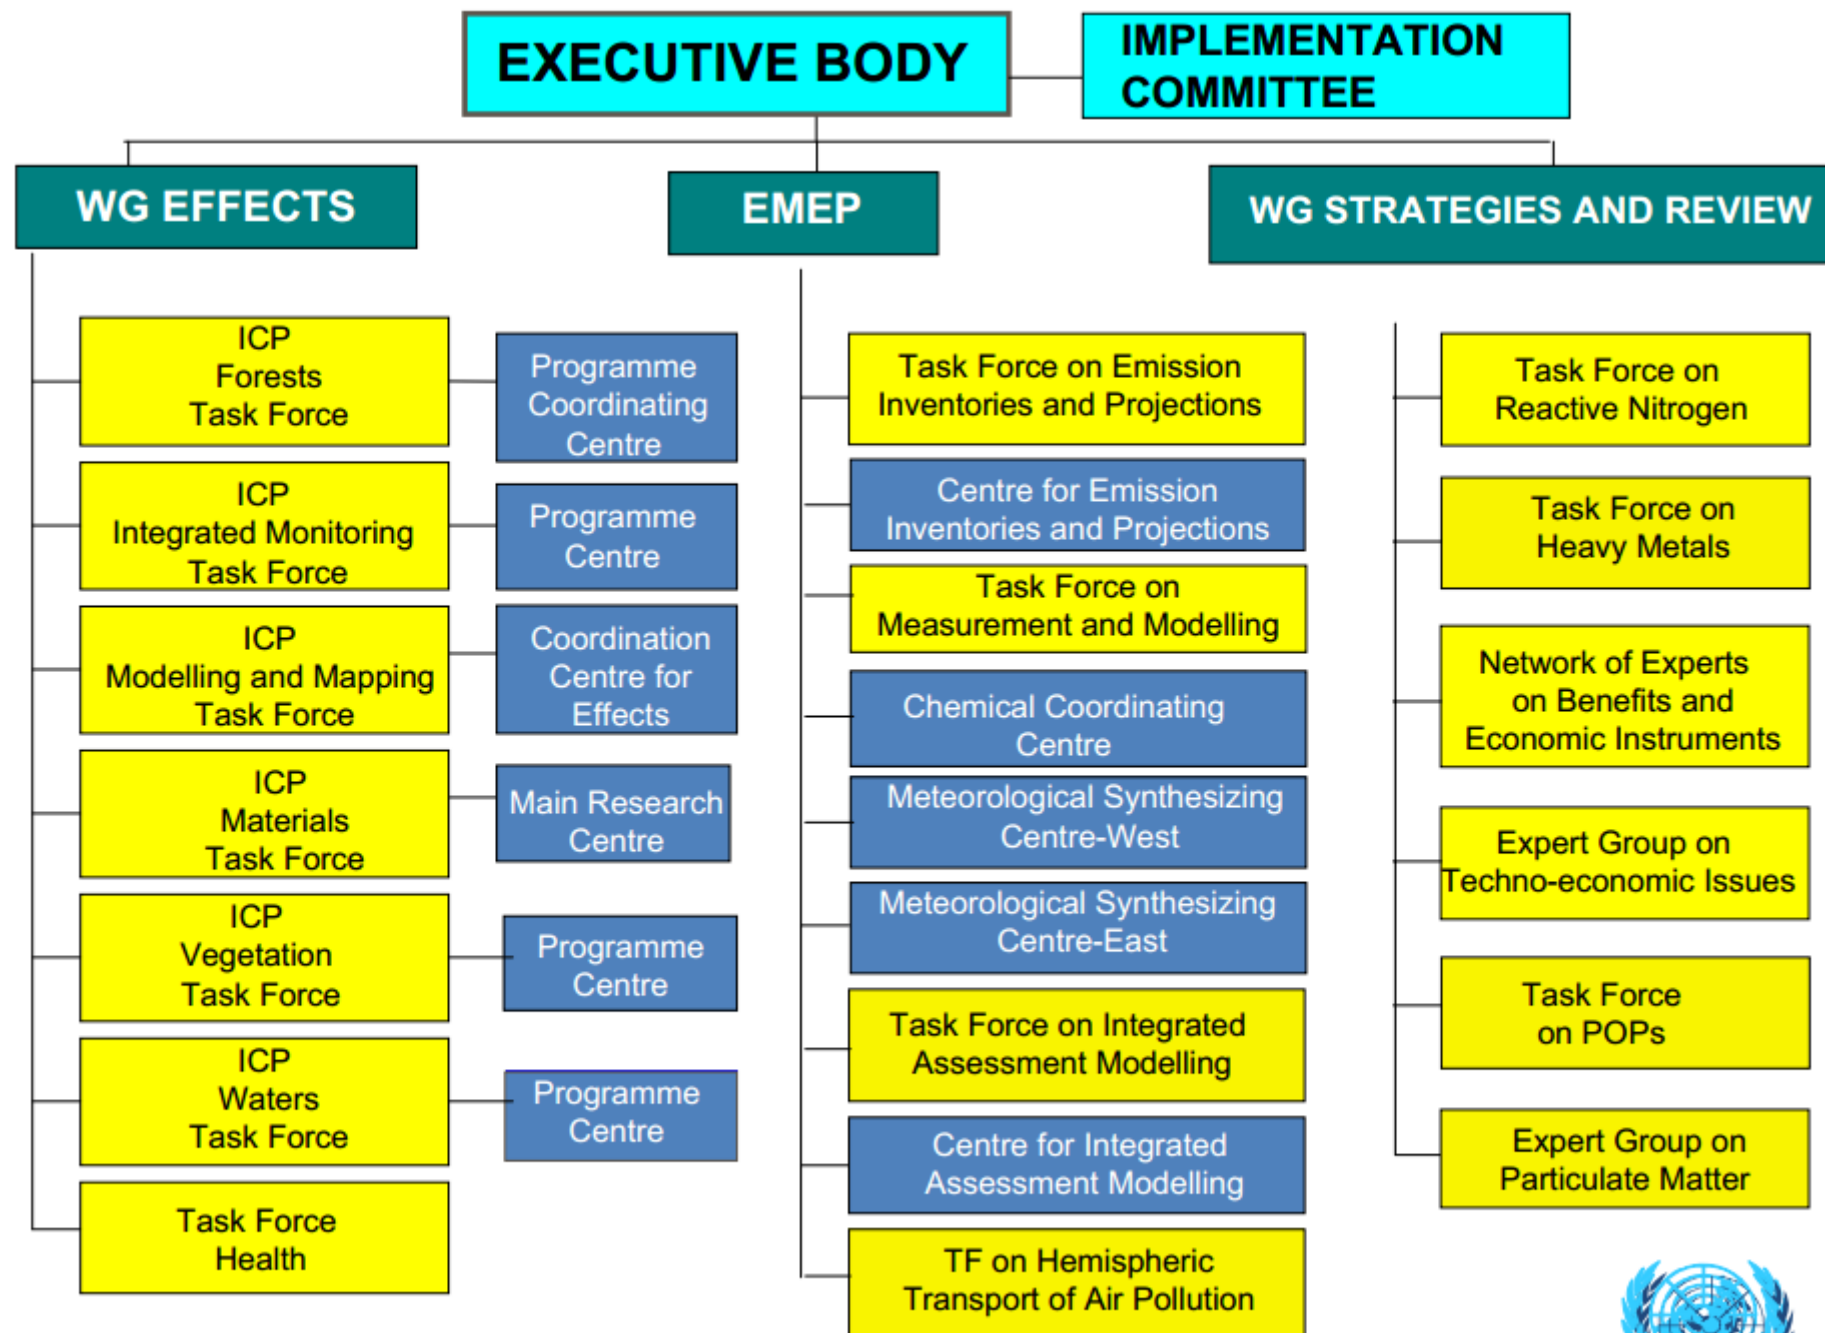 EXECUTIVE BODY
IMPLEMENTATION
COMMITTEE
WG EFFECTS
EMEP
WG STRATEGIES AND REVIEW
ICP
Forests
Task Force
Programme
Coordinating
Centre
ICP
Integrated Monitoring
Task Force
Programme
Centre
ICP
Modelling and Mapping
Task Force
Coordination
Centre for
Effects
ICP
Materials
Task Force
Main Research
Centre
ICP
Vegetation
Task Force
Programme
Centre
ICP
Waters
Task Force
Programme
Centre
Task Force
Health
Task Force on Emission
Inventories and Projections
Centre for Emission
Inventories and Projections
Task Force on
Measurement and Modelling
Chemical Coordinating
Centre
Meteorological Synthesizing
Centre-West
Meteorological Synthesizing
Centre-East
Task Force on Integrated
Assessment Modelling
Centre for Integrated
Assessment Modelling
TF on Hemispheric
Transport of Air Pollution
Task Force on
Reactive Nitrogen
Task Force on
Heavy Metals
Network of Experts
on Benefits and
Economic Instruments
Expert Group on
Techno-economic Issues
Task Force
on POPs
Expert Group on
Particulate Matter